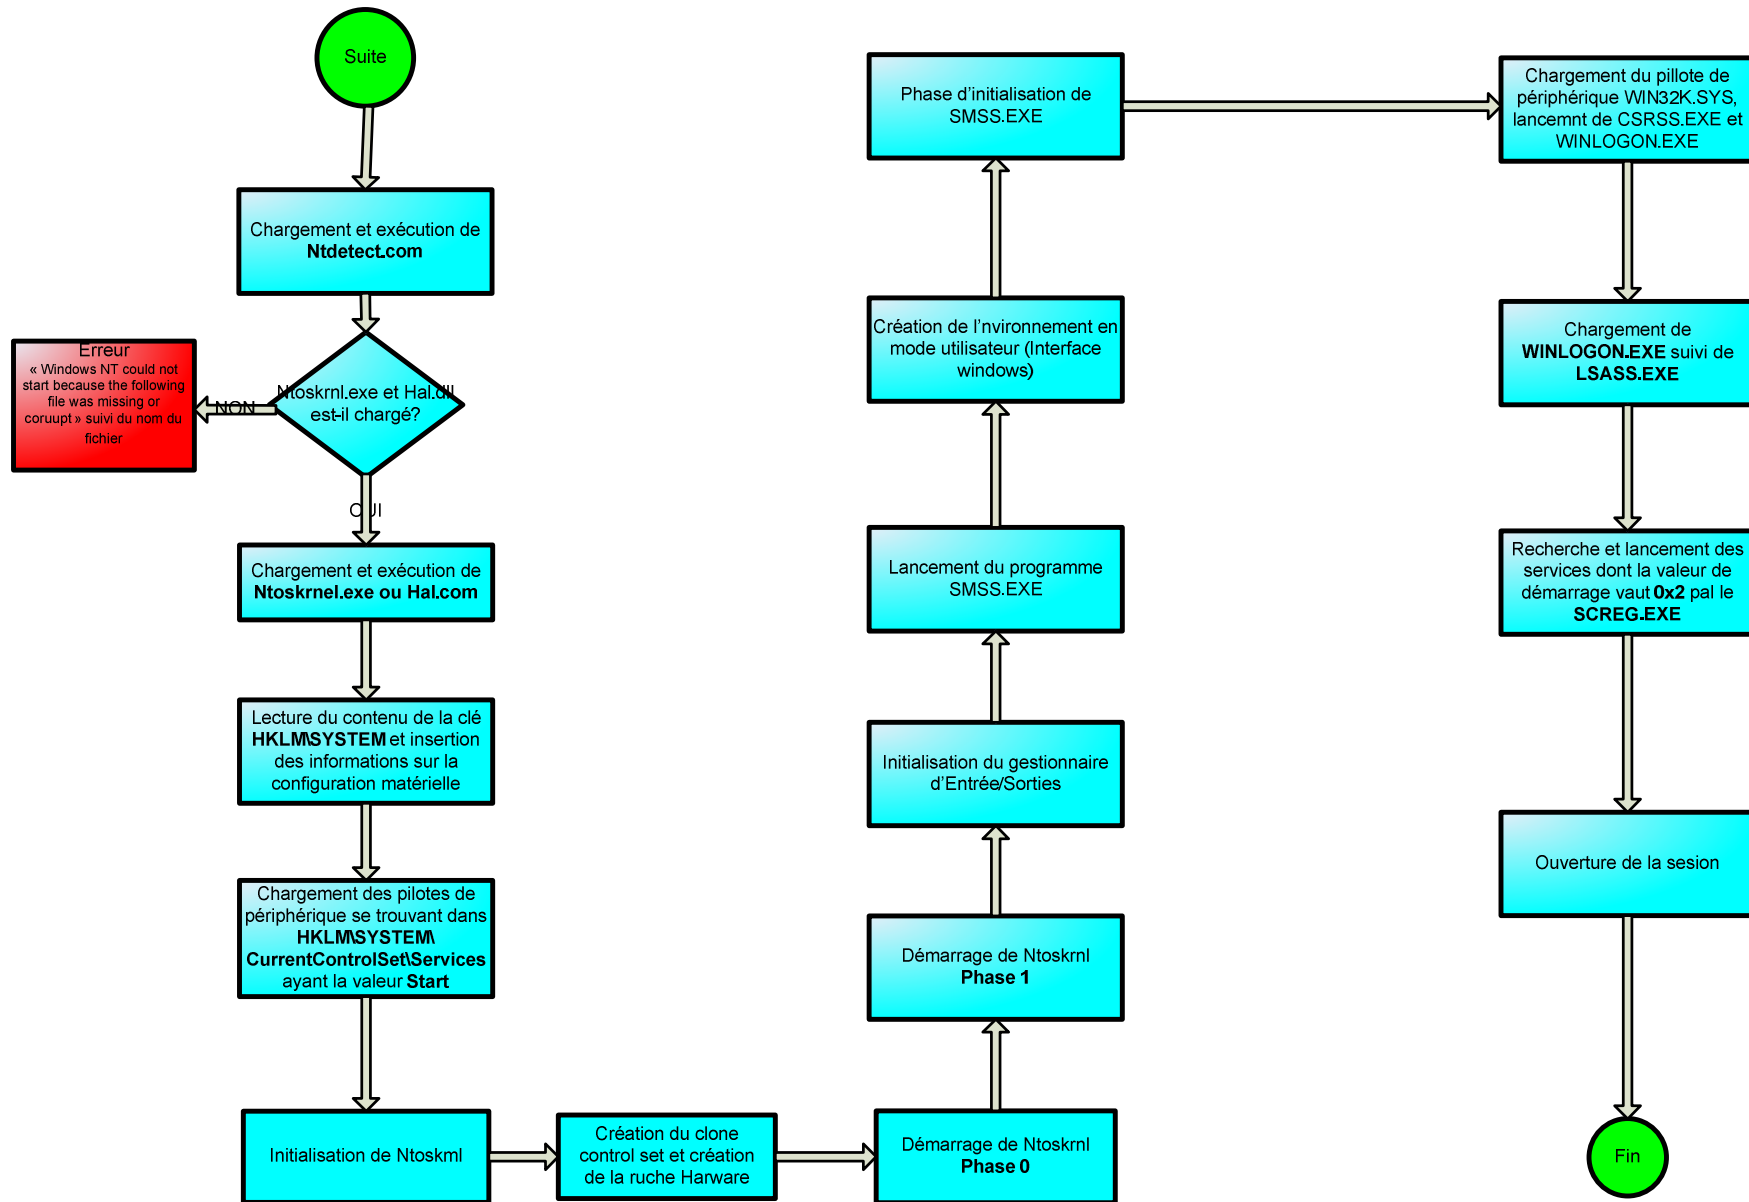 Suite
Chargement et exécution de
Ntdetect.com
Ntoskrnl.exe et Hal.dll
est-il chargé?
NON
Erreur
« Windows NT could not
start because the following
file was missing or
coruupt » suivi du nom du
fichier
OUI
Chargement et exécution de
Ntoskrnel.exe ou Hal.com
Lecture du contenu de la clé
HKLM\SYSTEM et insertion
des informations sur la
configuration matérielle
Chargement des pilotes de
périphérique se trouvant dans
HKLM\SYSTEM\
CurrentControlSet\Services
ayant la valeur Start
Initialisation de Ntoskrnl
Création du clone
control set et création
de la ruche Harware
Démarrage de Ntoskrnl
Phase 0
Démarrage de Ntoskrnl
Phase 1
Initialisation du gestionnaire
d'Entrée/Sorties
Lancement du programme
SMSS.EXE
Création de l'nvironnement en
mode utilisateur (Interface
windows)
Phase d'initialisation de
SMSS.EXE
Chargement du pillote de
périphérique WIN32K.SYS,
lancemnt de CSRSS.EXE et
WINLOGON.EXE
Chargement de
WINLOGON.EXE suivi de
LSASS.EXE
Recherche et lancement des
services dont la valeur de
démarrage vaut 0x2 pal le
SCREG.EXE
Ouverture de la sesion
Fin